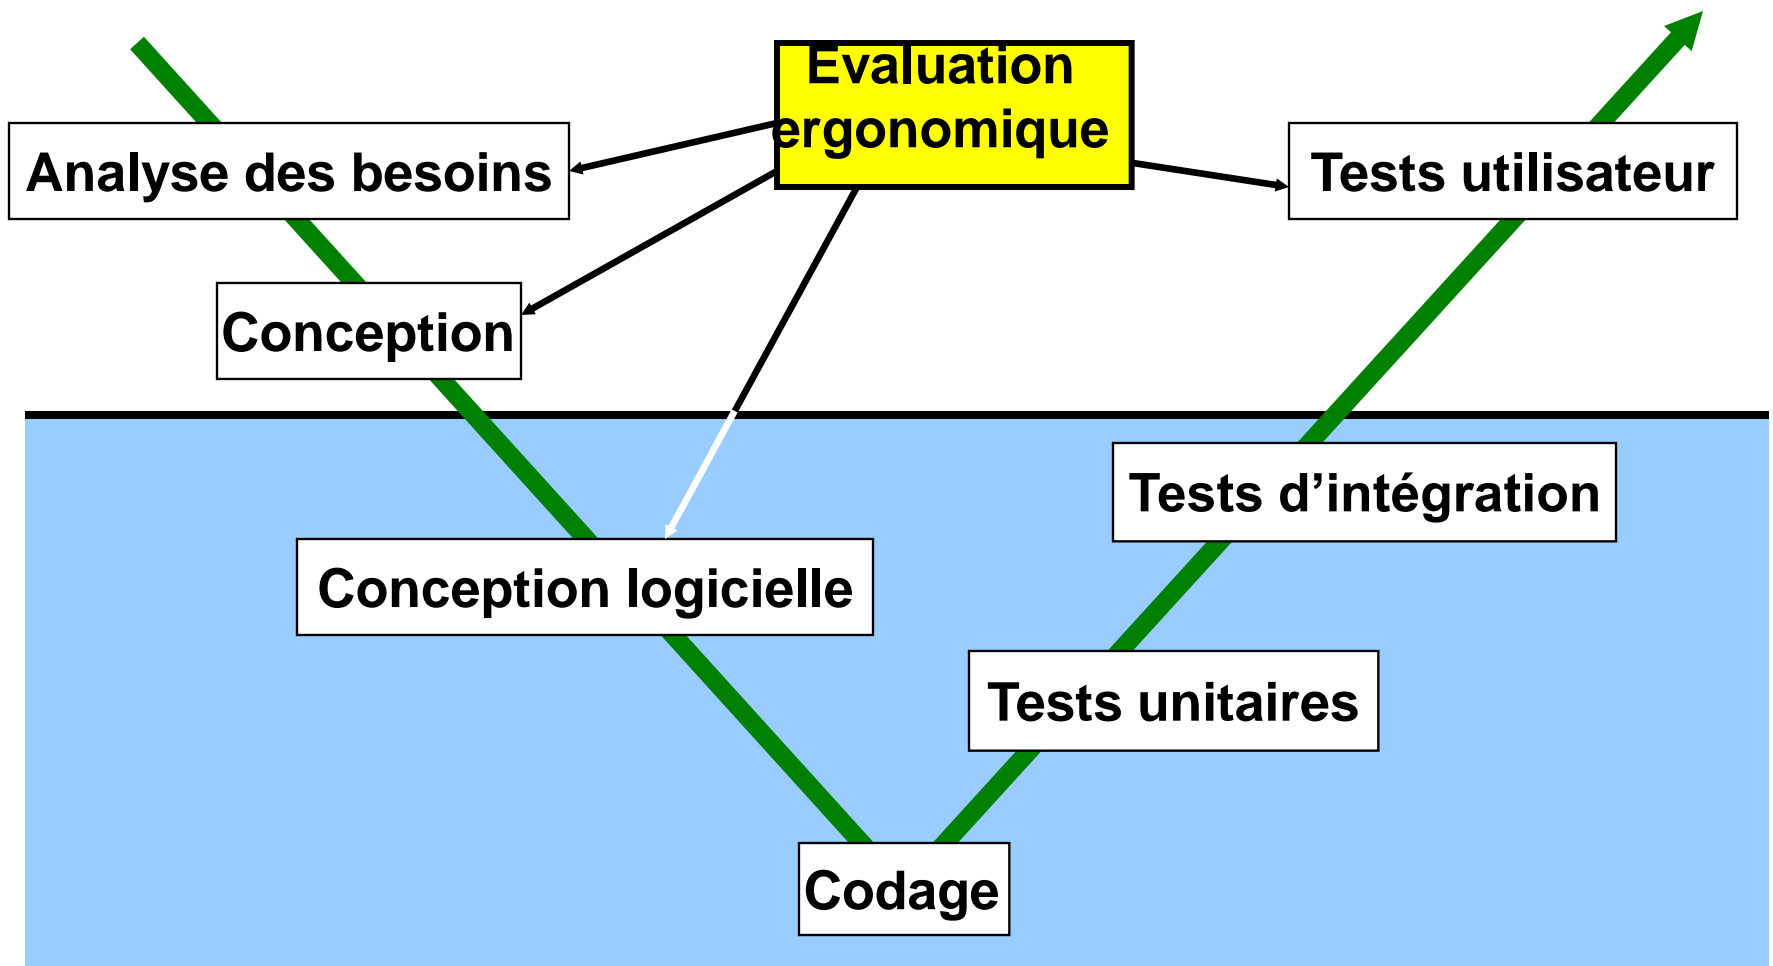 Evaluation
ergonomique
Analyse des besoins
Tests utilisateur
Conception
Tests d’intégration
Conception logicielle
Tests unitaires
Codage